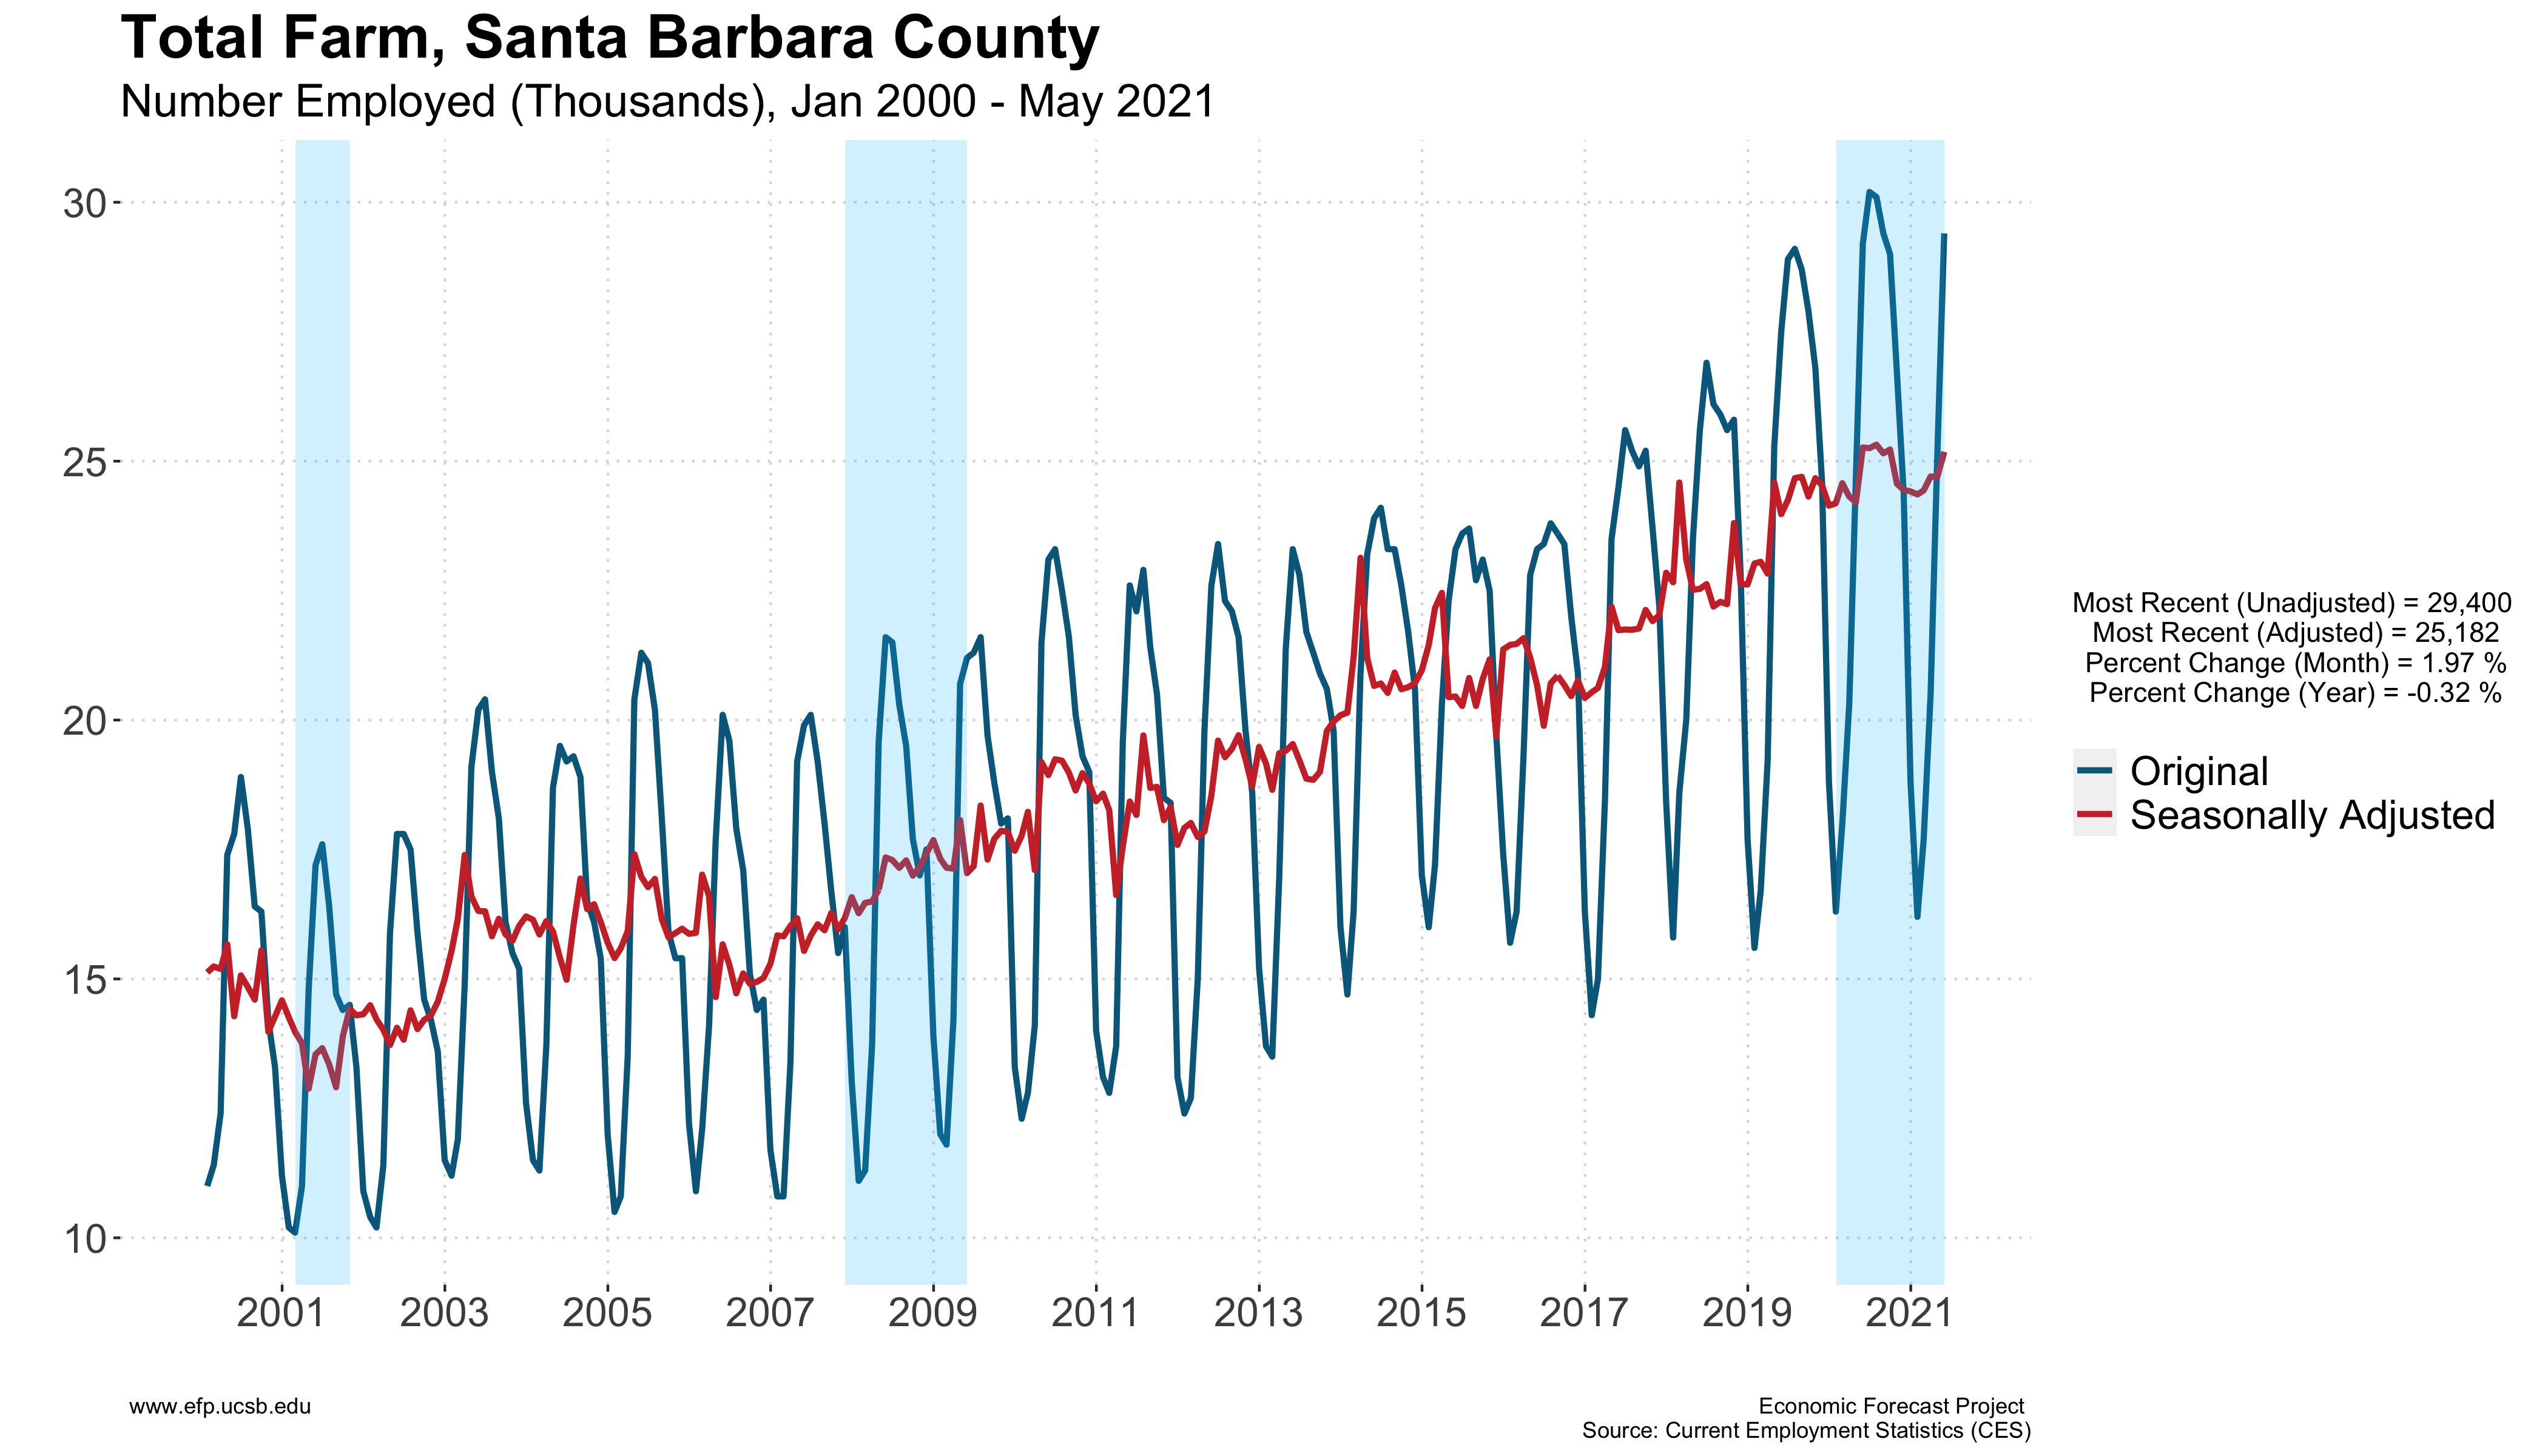 Total Farm, Santa Barbara County
Number Employed (Thousands), Jan 2000 - May 2021
30
25
20
15
10
2001 2003 2005 2007 2009 2011 2013 2015 2017 2019 2021
Most Recent (Unadjusted) = 29,400
Most Recent (Adjusted) = 25,182
Percent Change (Month) = 1.97 %
Percent Change (Year) = -0.32 %
Original
Seasonally Adjusted
www.efp.ucsb.edu
Economic Forecast Project
Source: Current Employment Statistics (CES)